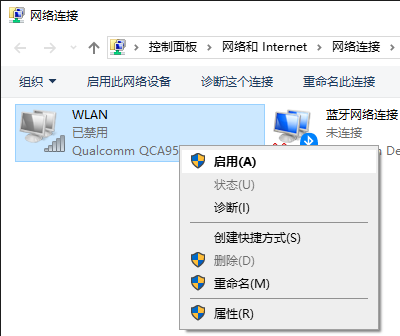 网络连接
控制面板 > 网络和 Internet > 网络连接 >
组织 启用此网络设备 诊断这个连接 重命名此连接
WLAN
已禁用
Qualcomm QCA95
蓝牙网络连接
未连接
De
启用(A)
状态(U)
诊断(I)
创建快捷方式(S)
删除(D)
重命名(M)
属性(R)